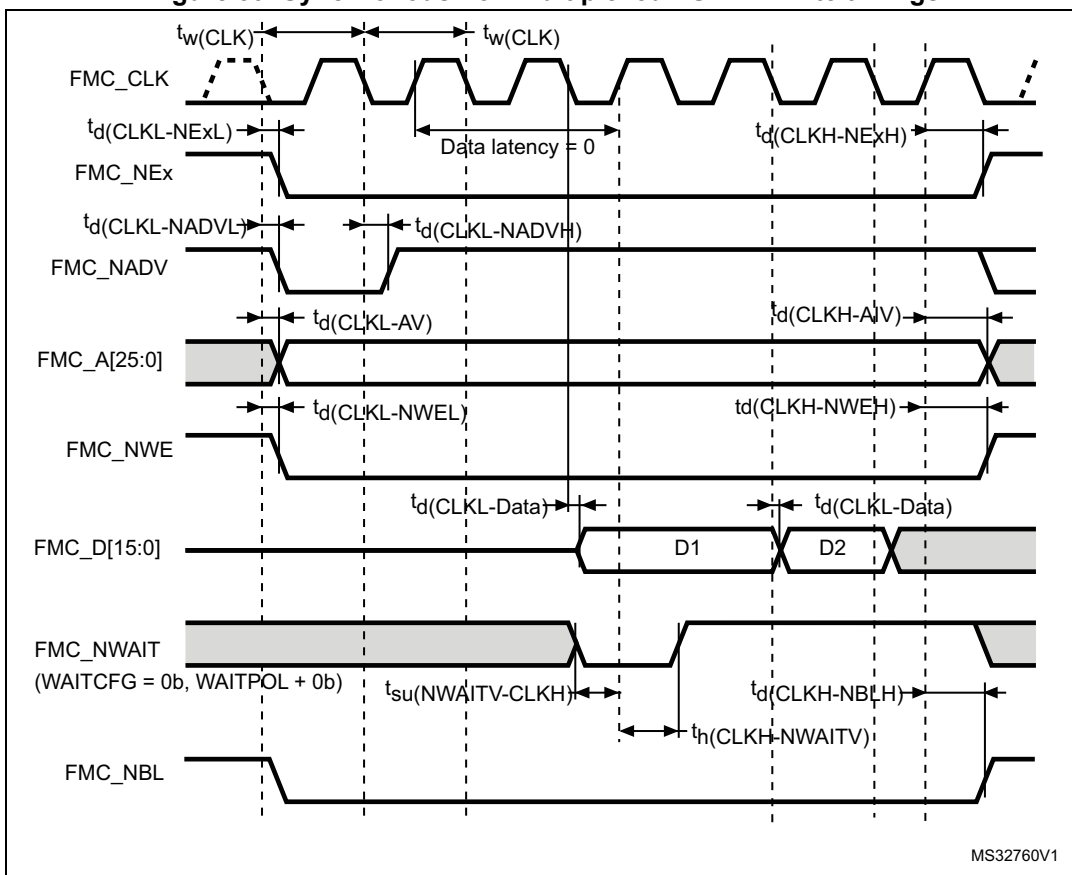 tw(CLK) tw(CLK)
FMC_CLK
td(CLKL-NExL) Data latency = 0 td(CLKH-NExH)
FMC_NEx
td(CLKL-NADVL) td(CLKL-NADVH)
FMC_NADV
td(CLKL-AV) td(CLKH-AIV)
FMC_A[25:0]
td(CLKL-NWEL) td(CLKH-NWEH)
FMC_NWE
td(CLKL-Data) td(CLKL-Data)
FMC_D[15:0] D1 D2
FMC_NWAIT
(WAITCFG = 0b, WAITPOL + 0b)
tsu(NWAITV-CLKH) td(CLKH-NBLH)
th(CLKH-NWAITV)
FMC_NBL
MS32760V1